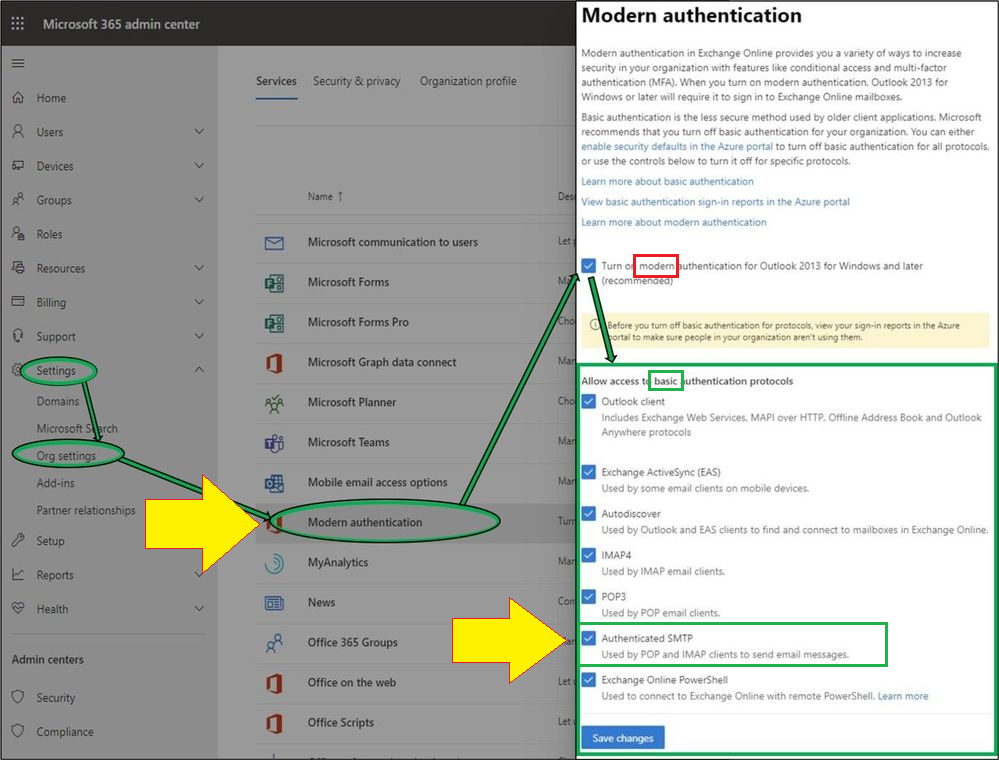 Microsoft 365 admin center
Home
Users
Devices
Groups
Roles
Resources
Billing
Support
Settings
Domains
Microsoft Search
Org settings
Add-ins
Partner relationships
Setup
Reports
Health
Admin centers
Security
Compliance
Services Security & privacy Organization profile
Name ↑
Microsoft communication to users Let
Microsoft Forms
Microsoft Forms Pro
Microsoft Graph data connect
Microsoft Planner
Microsoft Teams
Mobile email access options
Modern authentication
MyAnalytics
News
Office 365 Groups
Office on the web Let
Office Scripts Let
Modern authentication
Modern authentication in Exchange Online provides you a variety of ways to increase
security in your organization with features like conditional access and multi-factor
authentication (MFA). When you turn on modern authentication, Outlook 2013 for
Windows or later will require it to sign in to Exchange Online mailboxes.
Basic authentication is the less secure method used by older client applications. Microsoft
recommends that you turn off basic authentication for your organization. You can either
enable security defaults in the Azure portal to turn off basic authentication for all protocols,
or use the controls below to turn it off for specific protocols.
Learn more about basic authentication
View basic authentication sign-in reports in the Azure portal
Learn more about modern authentication
Turn on modern authentication for Outlook 2013 for Windows and later
(recommended)
Before you turn off basic authentication for protocols, view your sign-in reports in the Azure
portal to make sure people in your organization aren't using them.
Allow access to basic authentication protocols
Outlook client
Includes Exchange Web Services, MAPI over HTTP, Offline Address Book and Outlook
Anywhere protocols
Exchange ActiveSync (EAS)
Used by some email clients on mobile devices.
Autodiscover
Used by Outlook and EAS clients to find and connect to mailboxes in Exchange Online.
IMAP4
Used by IMAP email clients.
POP3
Used by POP email clients.
Authenticated SMTP
Used by POP and IMAP clients to send email messages.
Exchange Online PowerShell
Used to connect to Exchange Online with remote PowerShell. Learn more
Save changes